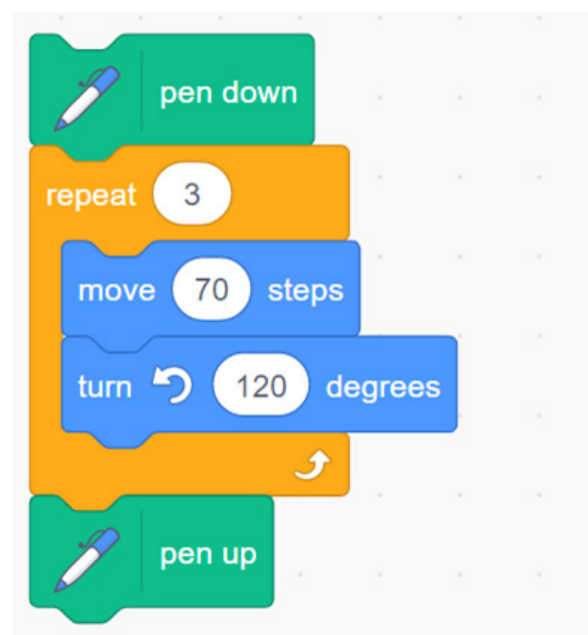 pen down
repeat 3
move 70 steps
turn 120 degrees
pen up